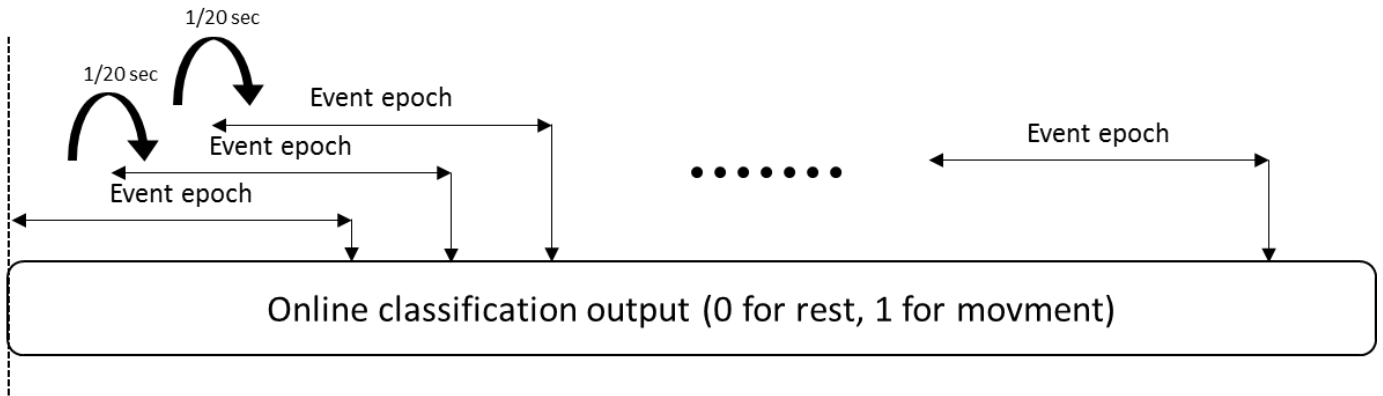 1/20 sec
1/20 sec
Event epoch
Event epoch
Event epoch
Event epoch
Online classification output (0 for rest, 1 for movment)